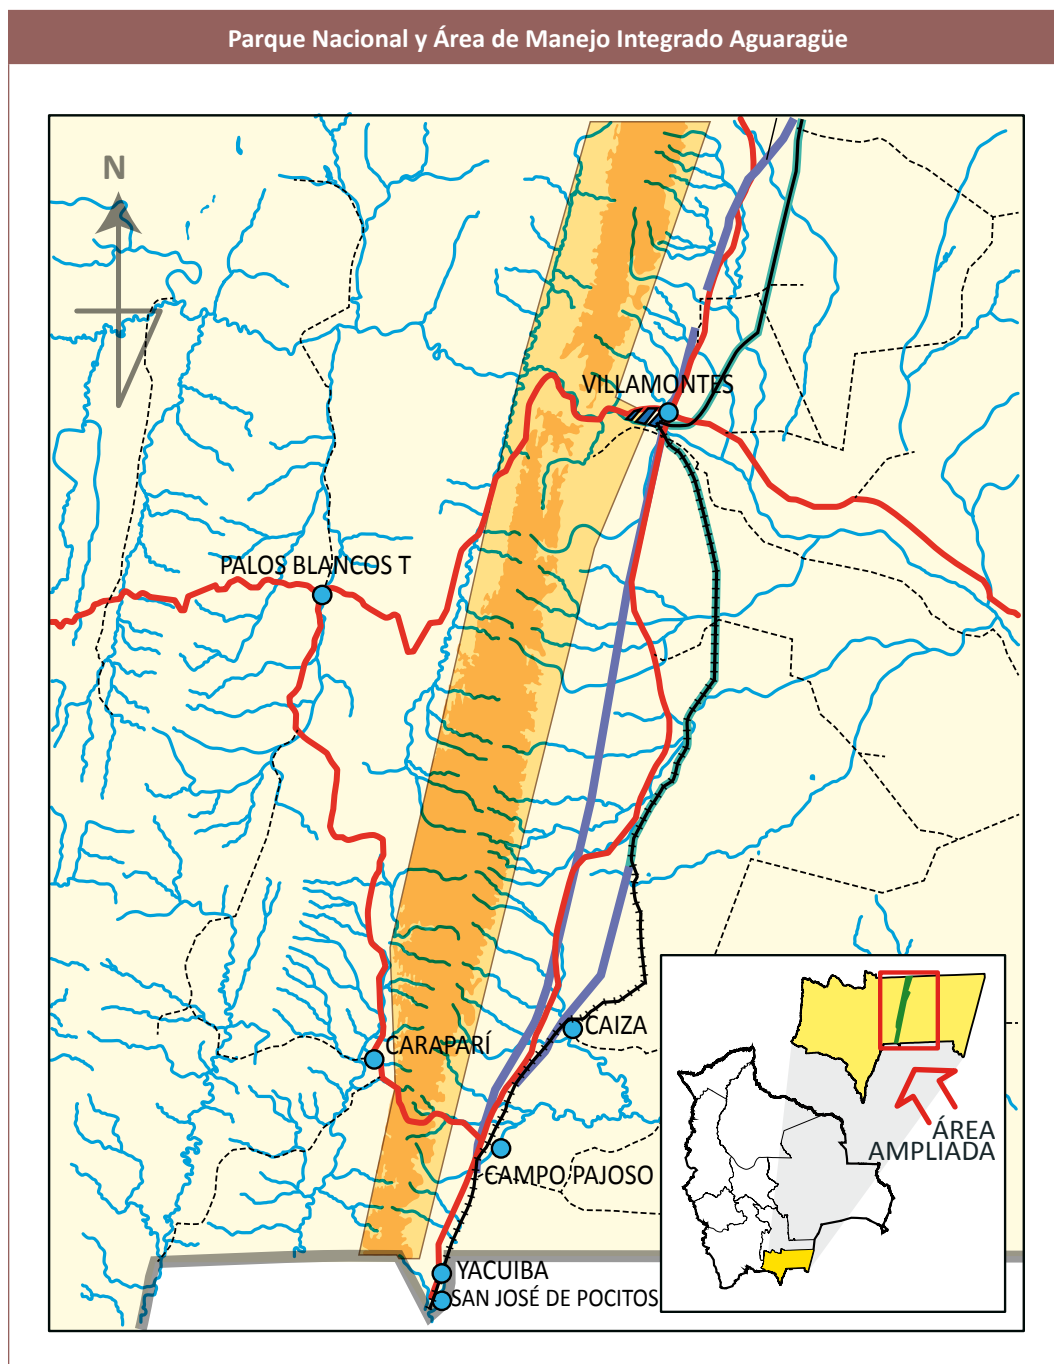 Parque Nacional y Área de Manejo Integrado Aguaragüe
N
VILLAMONTES
PALOS BLANCOS T
CAIZA
CARAPARÍ
ÁREA
AMPLIADA
CAMPO PAJOSO
YACUIBA
SAN JOSÉ DE POCITOS